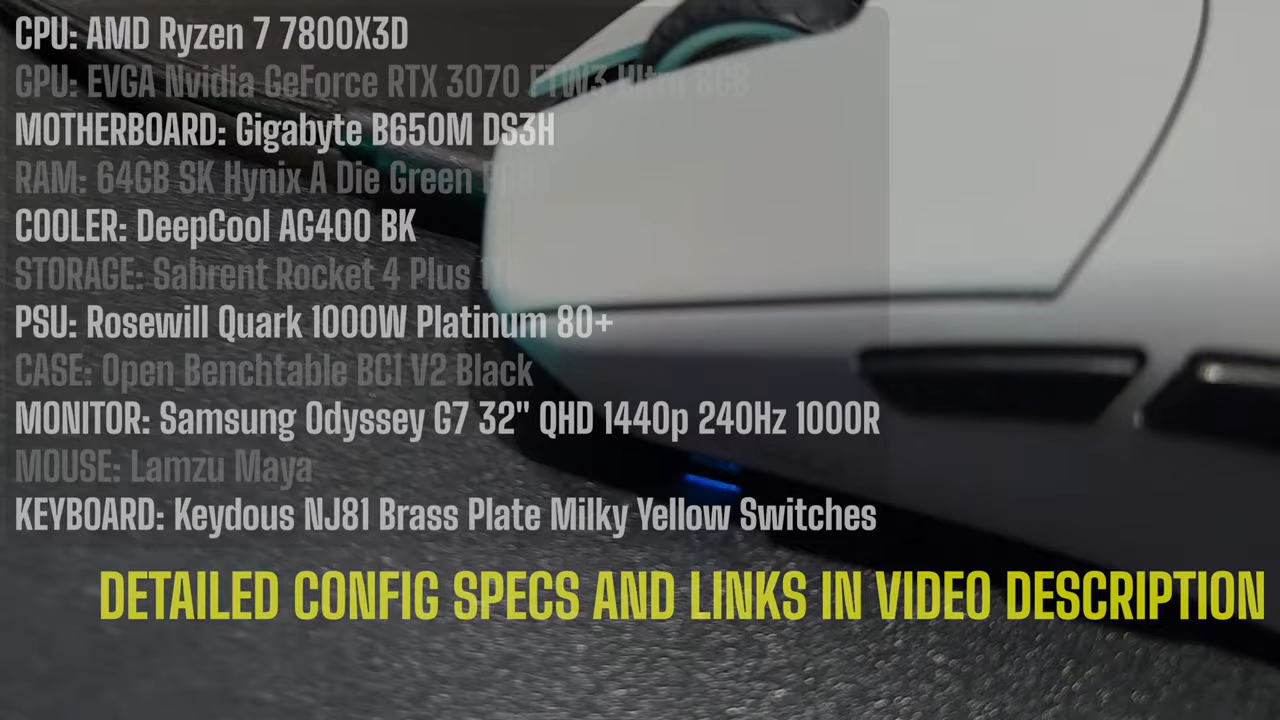 CPU: AMD Ryzen 7 7800X3D
GPU: EVGA Nvidia GeForce RTX 3070 FTW3 Ultra 8GB
MOTHERBOARD: Gigabyte B650M DS3H
RAM: 64GB SK Hynix A Die Green
COOLER: DeepCool AG400 BK
STORAGE: Sabrent Rocket 4 Plus
PSU: Rosewill Quark 1000W Platinum 80+
CASE: Open Benchtable BC1 V2 Black
MONITOR: Samsung Odyssey G7 32" QHD 1440p 240Hz 1000R
MOUSE: Lamzu Maya
KEYBOARD: Keydous NJ81 Brass Plate Milky Yellow Switches
DETAILED CONFIG SPECS AND LINKS IN VIDEO DESCRIPTION